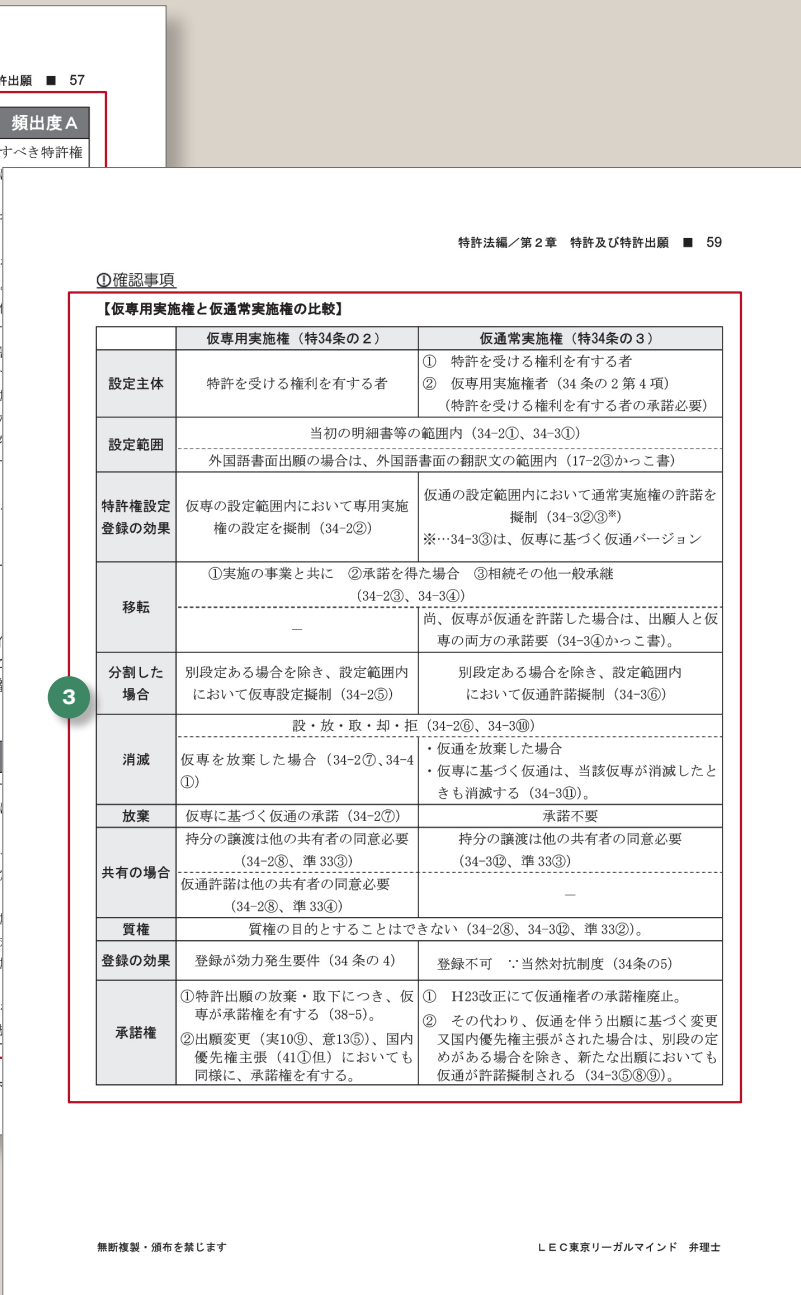 許出願 ■ 57
頻出度A
すべき特許権
特許法編／第２章 特許及び特許出願 ■ 59
①確認事項
【仮専用実施権と仮通常実施権の比較】
仮専用実施権（特34条の２） 仮通常実施権（特34条の３）
設定主体
特許を受ける権利を有する者
① 特許を受ける権利を有する者
② 仮専用実施権者（34 条の２第４項）
（特許を受ける権利を有する者の承諾必要）
設定範囲
当初の明細書等の範囲内（34-2①、34-3①）
外国語書面出願の場合は、外国語書面の翻訳文の範囲内（17-2③かっこ書）
特許権設定
登録の効果
仮専の設定範囲内において専用実施
権の設定を擬制（34-2②）
仮通の設定範囲内において通常実施権の許諾を
擬制（34-3②③※）
※…34-3③は、仮専に基づく仮通バージョン
移転
①実施の事業と共に ②承諾を得た場合 ③相続その他一般承継
（34-2③、34-3④）
－
尚、仮専が仮通を許諾した場合は、出願人と仮
専の両方の承諾要（34-3④かっこ書）。
分割した
場合
別段定ある場合を除き、設定範囲内
において仮専設定擬制（34-2⑤）
別段定ある場合を除き、設定範囲内
において仮通許諾擬制（34-3⑥）
3
消滅
設・放・取・却・拒（34-2⑥、34-3⑩）
仮専を放棄した場合（34-2⑦、34-4
①）
・仮通を放棄した場合
・仮専に基づく仮通は、当該仮専が消滅したと
きも消滅する（34-3⑪）。
放棄
仮専に基づく仮通の承諾（34-2⑦）
承諾不要
共有の場合
持分の譲渡は他の共有者の同意必要
（34-2⑧、準 33③）
持分の譲渡は他の共有者の同意必要
（34-3⑫、準 33③）
仮通許諾は他の共有者の同意必要
（34-2⑧、準 33④）
－
質権
質権の目的とすることはできない（34-2⑧、34-3⑫、準 33②）。
登録の効果
登録が効力発生要件（34 条の 4）
登録不可 ∵当然対抗制度（34条の5）
承諾権
①特許出願の放棄・取下につき、仮
専が承諾権を有する（38-5）。
②出願変更（実10⑨、意13⑤）、国内
優先権主張（41①但）においても
同様に、承諾権を有する。
① H23改正にて仮通権者の承諾権廃止。
② その代わり、仮通を伴う出願に基づく変更
又国内優先権主張がされた場合は、別段の定
めがある場合を除き、新たな出願においても
仮通が許諾擬制される（34-3⑤⑧⑨）。
無断複製・頒布を禁じます
ＬＥＣ東京リーガルマインド 弁理士